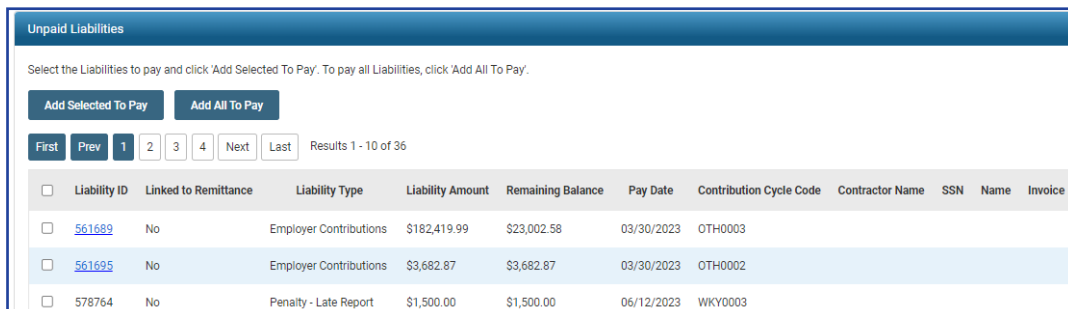 Unpaid Liabilities
Select the Liabilities to pay and click 'Add Selected To Pay'. To pay all Liabilities, click 'Add All To Pay'.
Add Selected To Pay Add All To Pay
First Prev 1 2 3 4 Next Last Results 1 - 10 of 36
Liability ID Linked to Remittance Liability Type Liability Amount Remaining Balance Pay Date Contribution Cycle Code Contractor Name SSN Name Invoice
561689 No Employer Contributions $182,419.99 $23,002.58 03/30/2023 OTH0003
561695 No Employer Contributions $3,682.87 $3,682.87 03/30/2023 OTH0002
578764 No Penalty - Late Report $1,500.00 $1,500.00 06/12/2023 WKY0003